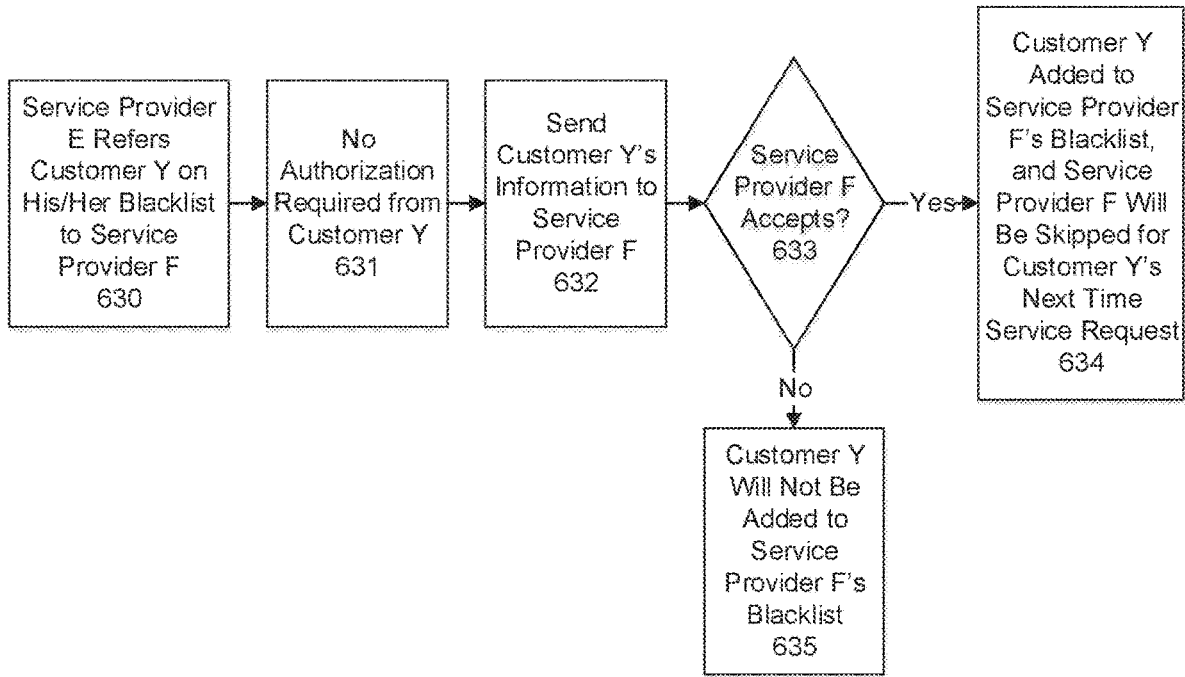 Service Provider
E Refers
Customer Y on
His/Her Blacklist
to Service
Provider F
630
No
Authorization
Required from
Customer Y
631
Send
Customer Y's
Information to
Service
Provider F
632
Service
Provider F
Accepts?
633
Yes
Customer Y
Added to
Service Provider
F's Blacklist,
and Service
Provider F Will
Be Skipped for
Customer Y's
Next Time
Service Request
634
No
Customer Y
Will Not Be
Added to
Service
Provider F's
Blacklist
635